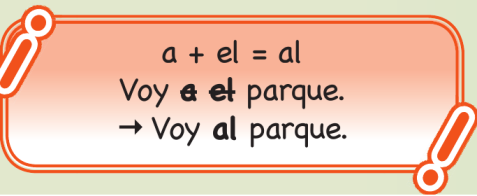 a + el = al
Voy a el parque.
→ Voy al parque.